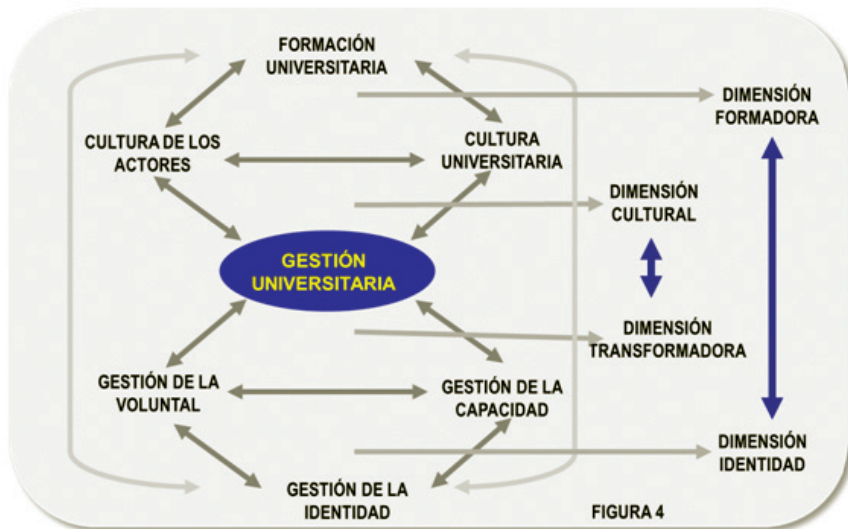 FORMACIÓN
UNIVERSITARIA
DIMENSIÓN
FORMADORA
CULTURA DE LOS
ACTORES
CULTURA
UNIVERSITARIA
DIMENSIÓN
CULTURAL
GESTIÓN
UNIVERSITARIA
DIMENSIÓN
TRANSFORMADORA
GESTIÓN DE LA
VOLUNTAL
GESTIÓN DE LA
CAPACIDAD
DIMENSIÓN
IDENTIDAD
GESTIÓN DE LA
IDENTIDAD
FIGURA 4